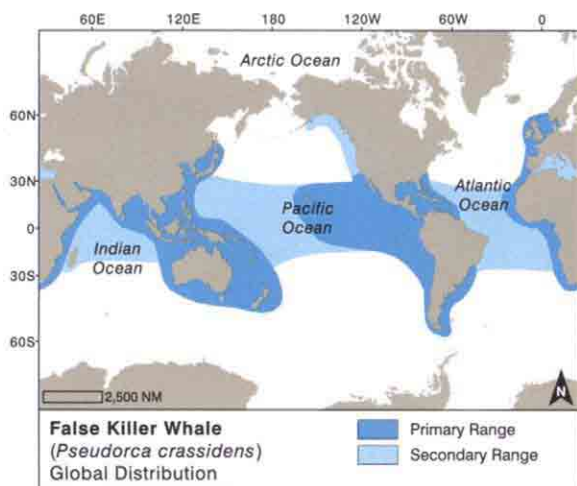 60E 120E 180 120W 60W 0
Arctic Ocean
60N
30N
Atlantic
Ocean
Pacific
Ocean
0
Indian
Ocean
30S
60S
2,500 NM
N
False Killer Whale
(Pseudorca crassidens)
Global Distribution
Primary Range
Secondary Range